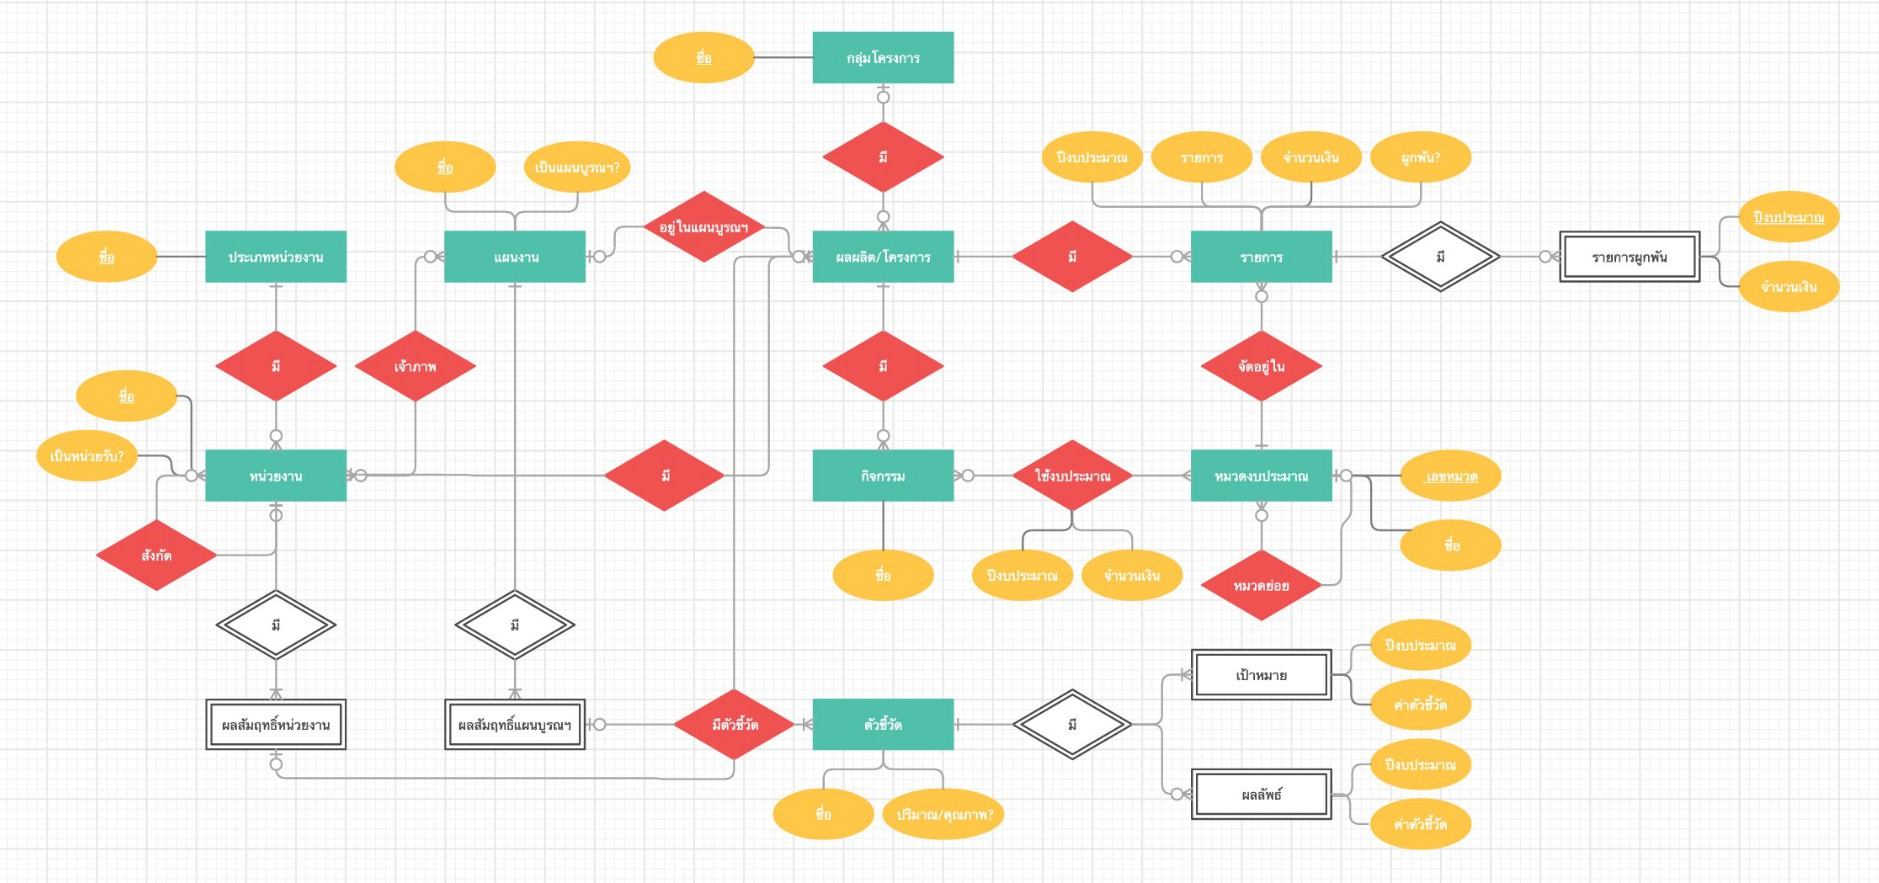 ชื่อ
กลุ่มโครงการ
มี
ปีงบประมาณ
รายการ
จำนวนเงิน
ผูกพัน?
ชื่อ
เป็นแผนบูรณฯ?
อยู่ในแผนบูรณฯ
ปีงบประมาณ
ชื่อ
ประเภทหน่วยงาน
แผนงาน
ผลผลิต/โครงการ
มี
รายการ
มี
รายการผูกพัน
จำนวนเงิน
มี
เจ้าภาพ
มี
จัดอยู่ใน
ชื่อ
เป็นหน่วยรับ?
หน่วยงาน
มี
กิจกรรม
ใช้งบประมาณ
หมวดงบประมาณ
เลขหมวด
สังกัด
ชื่อ
ชื่อ
ปีงบประมาณ
จำนวนเงิน
หมวดย่อย
มี
มี
ปีงบประมาณ
เป้าหมาย
ค่าตัวชี้วัด
ผลสัมฤทธิ์หน่วยงาน
ผลสัมฤทธิ์แผนบูรณฯ
มีตัวชี้วัด
ตัวชี้วัด
มี
ปีงบประมาณ
ผลลัพธ์
ชื่อ
ปริมาณ/คุณภาพ?
ค่าตัวชี้วัด